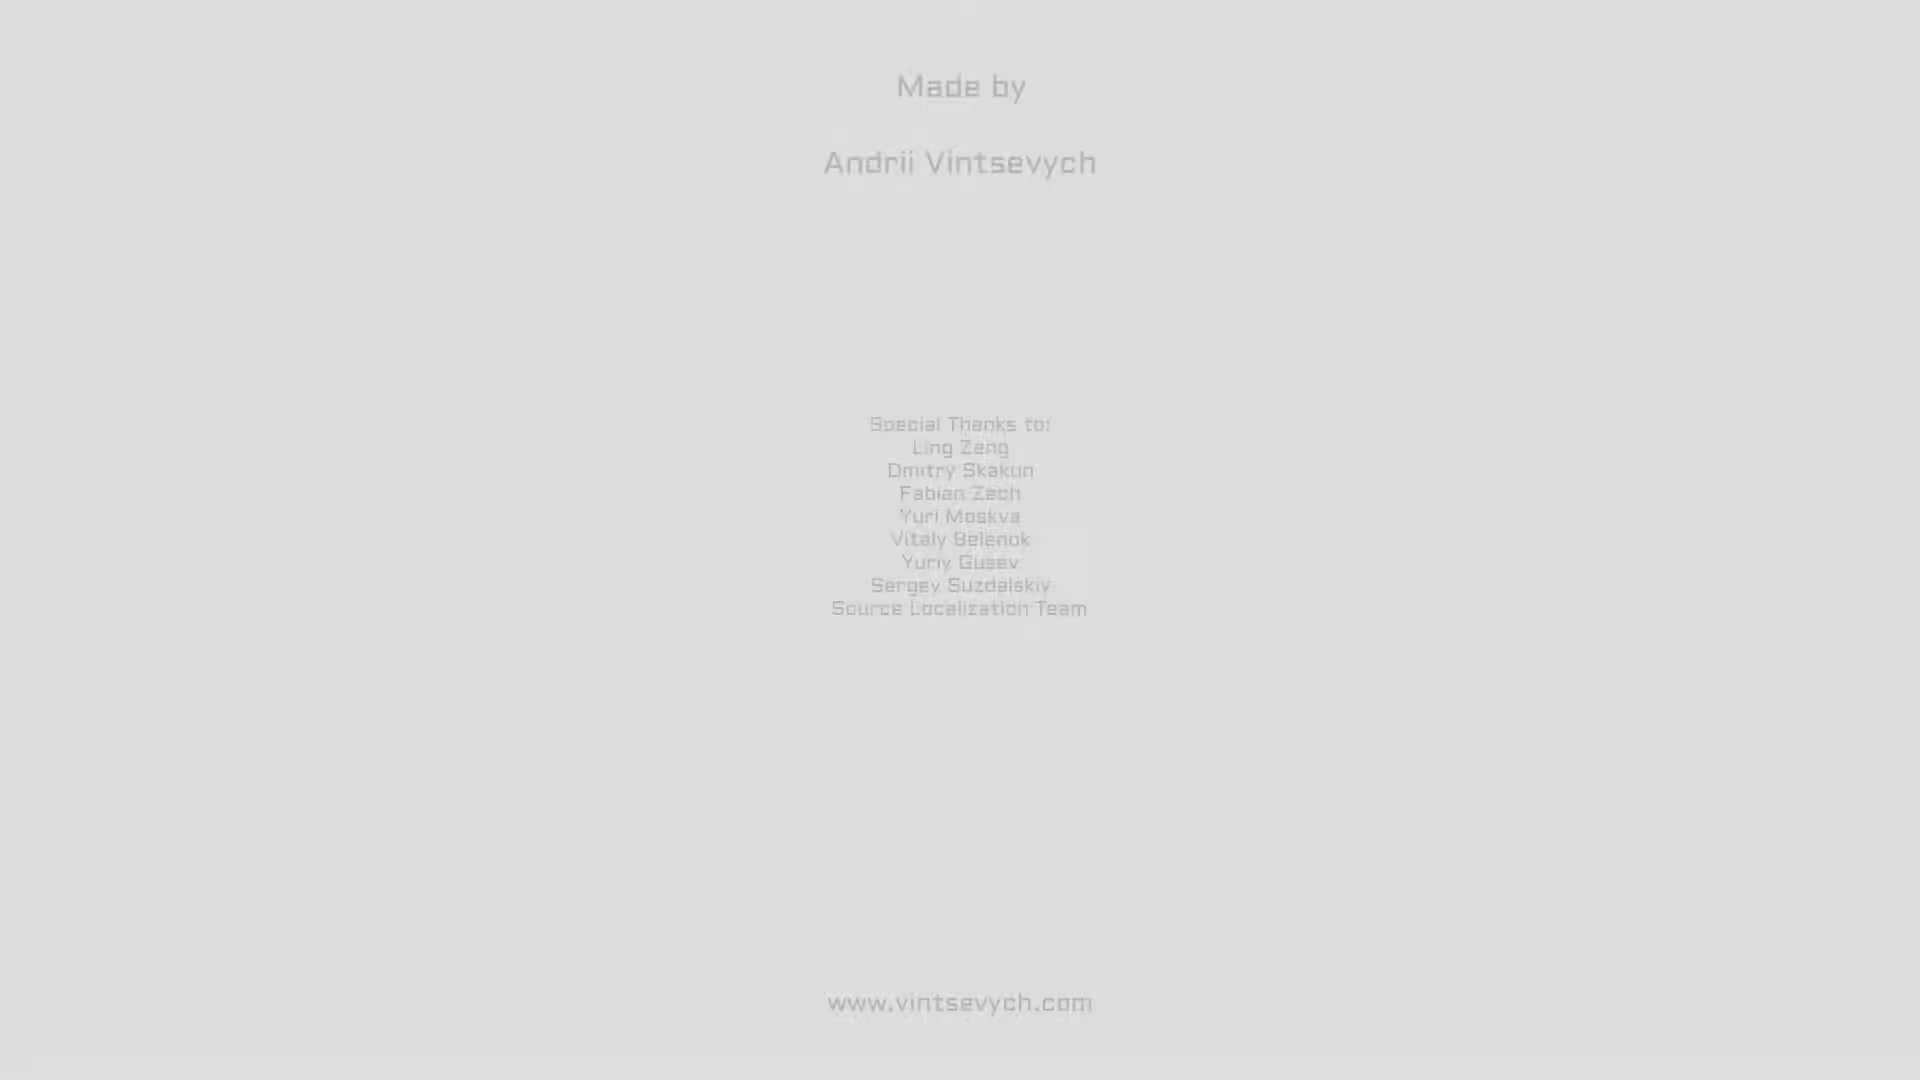 Made by
Andrii Vintsevych
Special Thanks to:
Ling Zeng
Dmitry Skakun
Fabian Zech
Yuri Moskva
Vitaly Belenok
Yuriy Gusev
Sergey Suzdalskiy
Source Localization Team
www.vintsevych.com